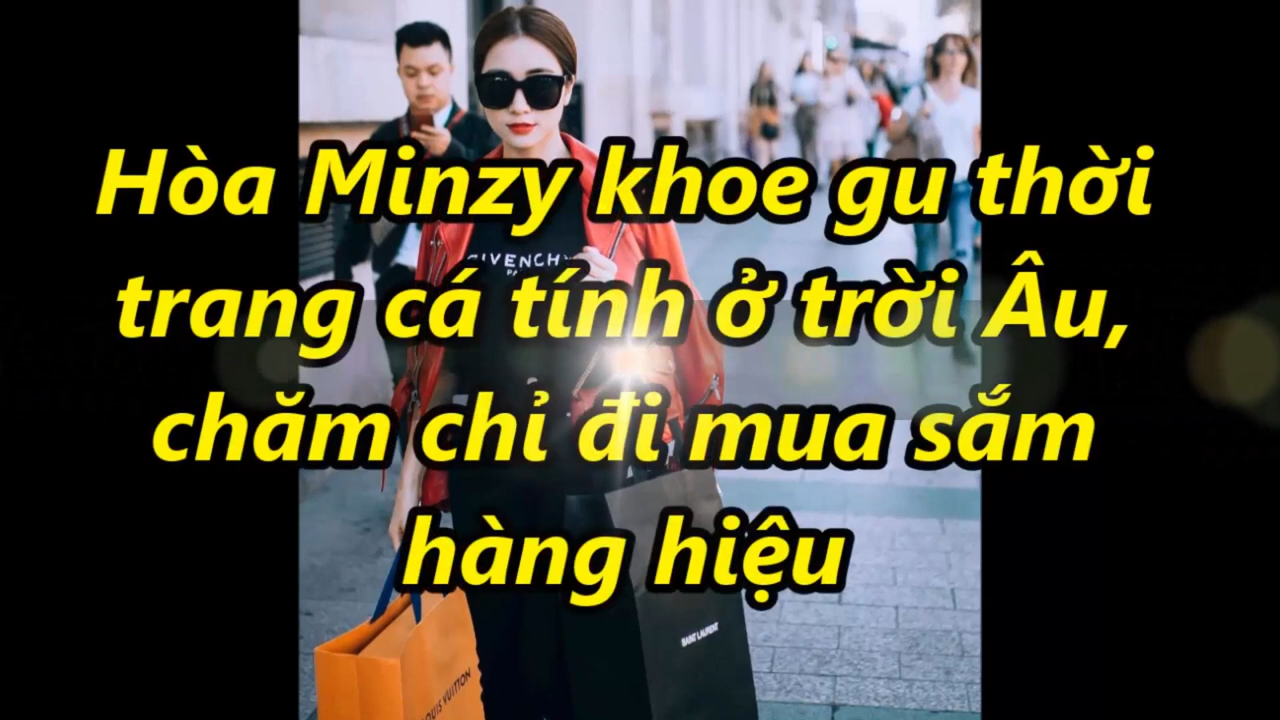 Hòa Minzy khoe gu thời
trang cá tính ở trời Âu,
chăm chỉ đi mua sắm
hàng hiệu
GIVENCHY
SAINT LAURENT
LOUIS VUITTON